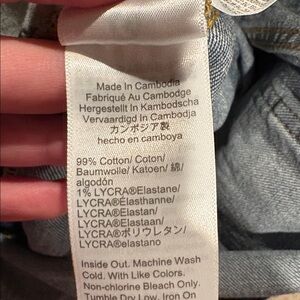 Made In Cambodia
Fabriqué Au Cambodge
Hergestellt In Kambodscha
Vervaardigd In Cambodja
カンボジア製
hecho en camboya
99% Cotton/ Coton/
Baumwolle/ Katoen/ 綿/
algodón
1% LYCRA®Elastane/
LYCRA®Élasthanne/
LYCRA®Elastan/
LYCRA®Elastaan/
LYCRA®ポリウレタン/
LYCRA®elastano
Inside Out. Machine Wash
Cold. With Like Colors.
Non-chlorine Bleach Only.
Tumble Dry Low. Iron On